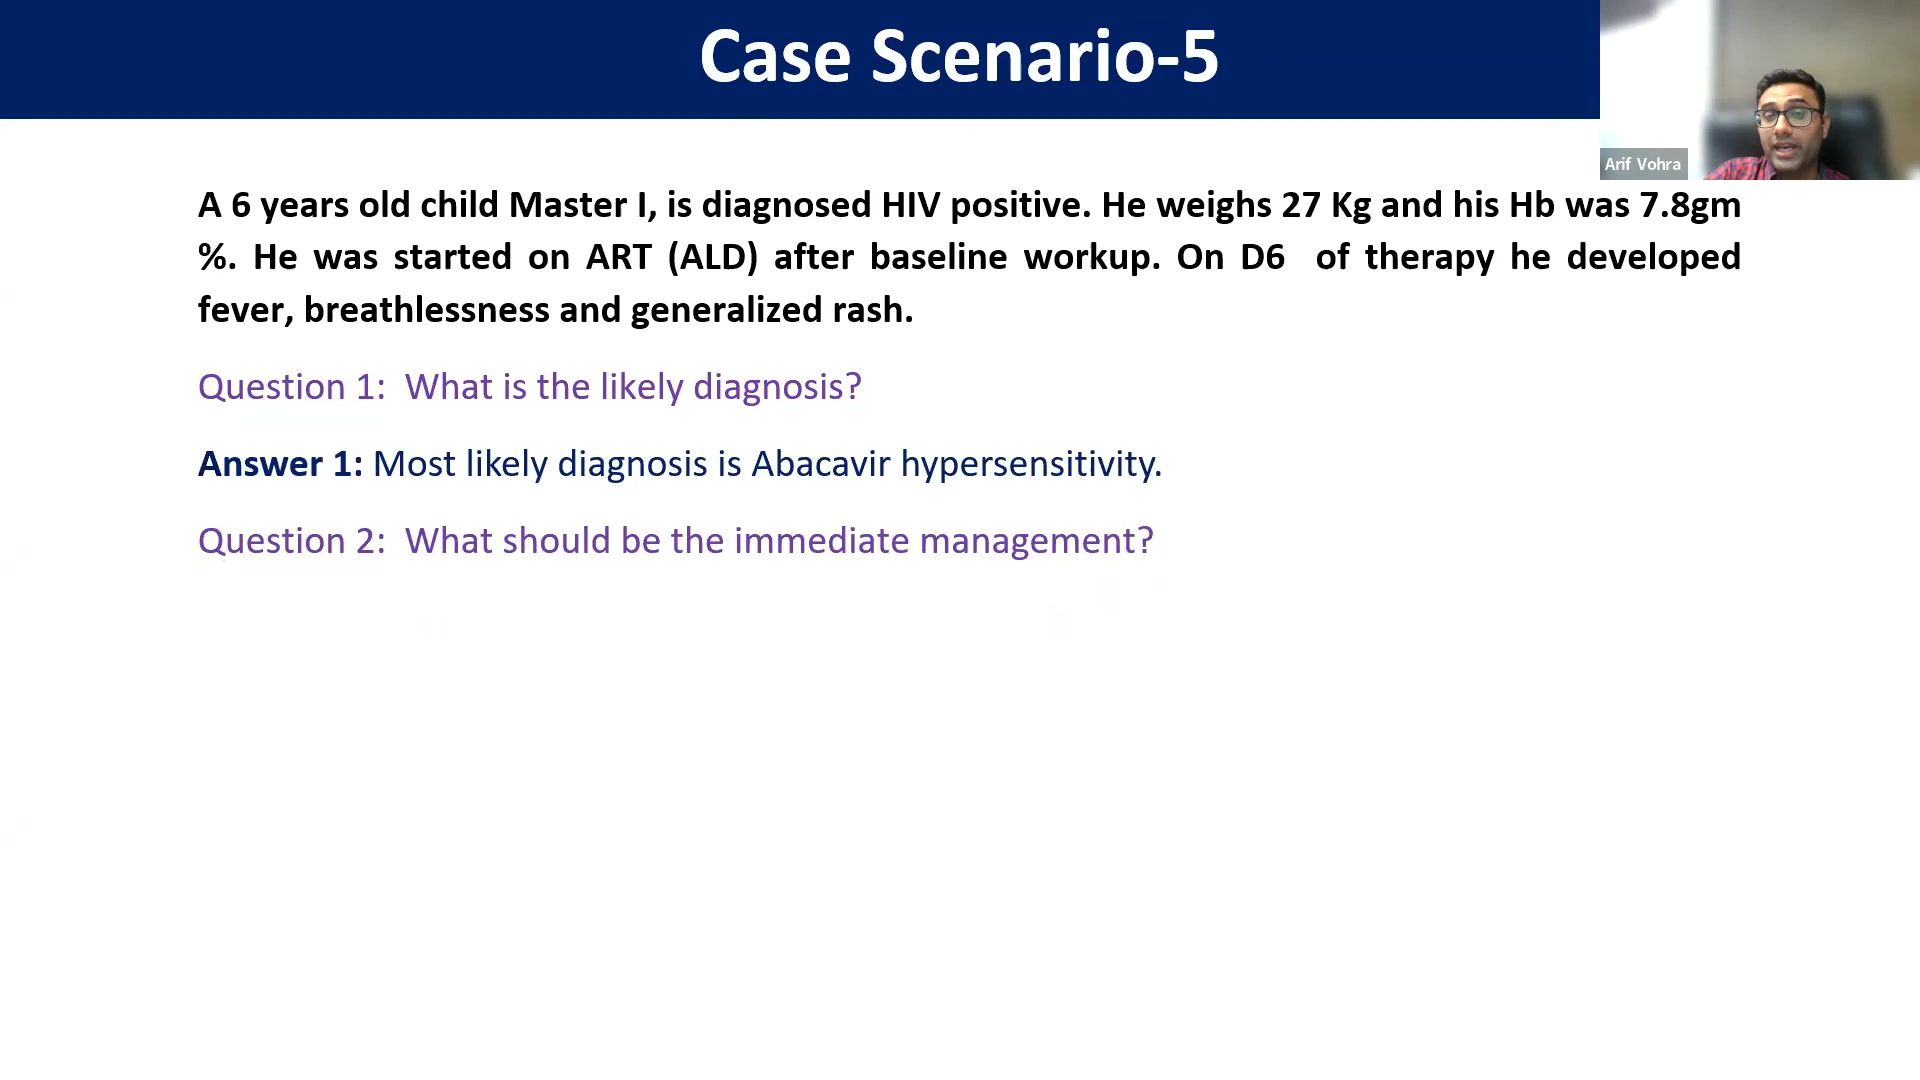 Case Scenario-5
Arif Vohra
A 6 years old child Master I, is diagnosed HIV positive. He weighs 27 Kg and his Hb was 7.8gm
%. He was started on ART (ALD) after baseline workup. On D6 of therapy he developed
fever, breathlessness and generalized rash.
Question 1: What is the likely diagnosis?
Answer 1: Most likely diagnosis is Abacavir hypersensitivity.
Question 2: What should be the immediate management?